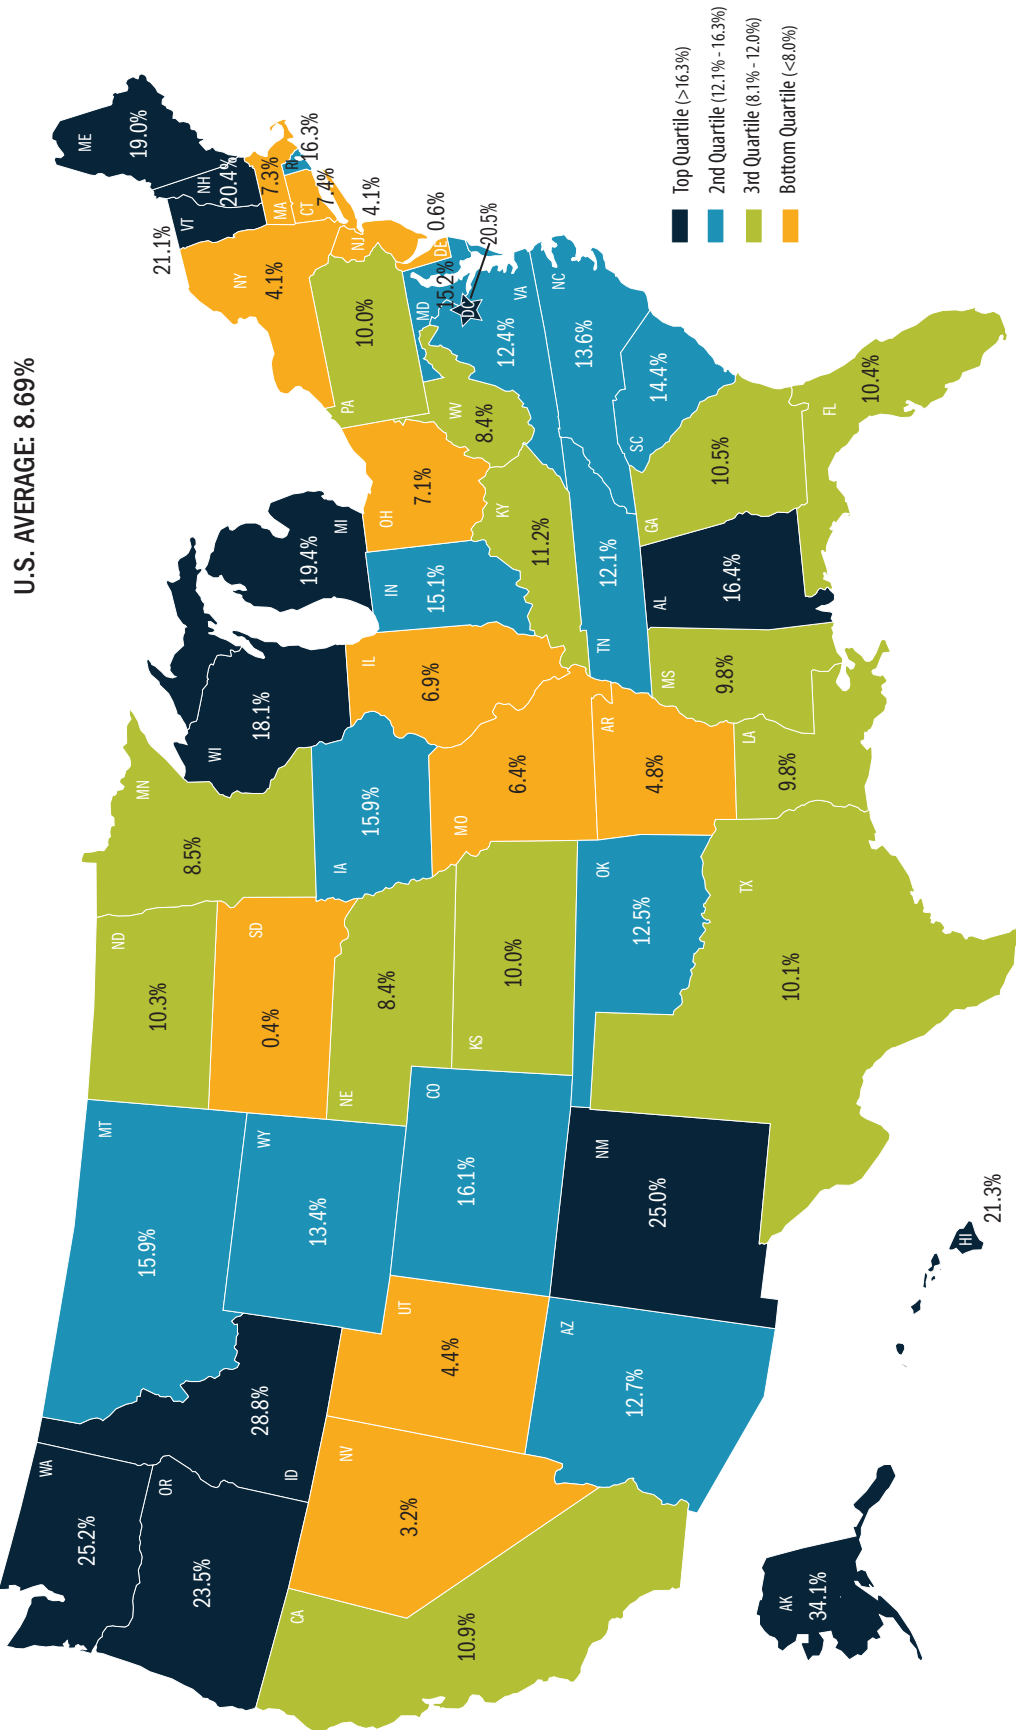 U.S. AVERAGE: 8.69%
WA
25.2%
OR
23.5%
CA
10.9%
ID
28.8%
NV
3.2%
MT
15.9%
WY
13.4%
UT
4.4%
CO
16.1%
AZ
12.7%
NM
25.0%
ND
10.3%
SD
0.4%
NE
8.4%
KS
10.0%
OK
12.5%
TX
10.1%
MN
8.5%
IA
15.9%
MO
6.4%
AR
4.8%
LA
9.8%
WI
18.1%
IL
6.9%
MI
19.4%
IN
15.1%
OH
7.1%
KY
11.2%
TN
12.1%
MS
9.8%
AL
16.4%
GA
10.5%
FL
10.4%
SC
14.4%
NC
13.6%
VA
12.4%
WV
8.4%
MD
15.2%
DC
20.5%
DE
0.6%
PA
10.0%
NJ
4.1%
NY
4.1%
CT
7.4%
RI
16.3%
MA
7.3%
VT
21.1%
NH
20.4%
ME
19.0%
AK
34.1%
HI
21.3%
Top Quartile (>16.3%)
2nd Quartile (12.1% - 16.3%)
3rd Quartile (8.1% - 12.0%)
Bottom Quartile (<8.0%)